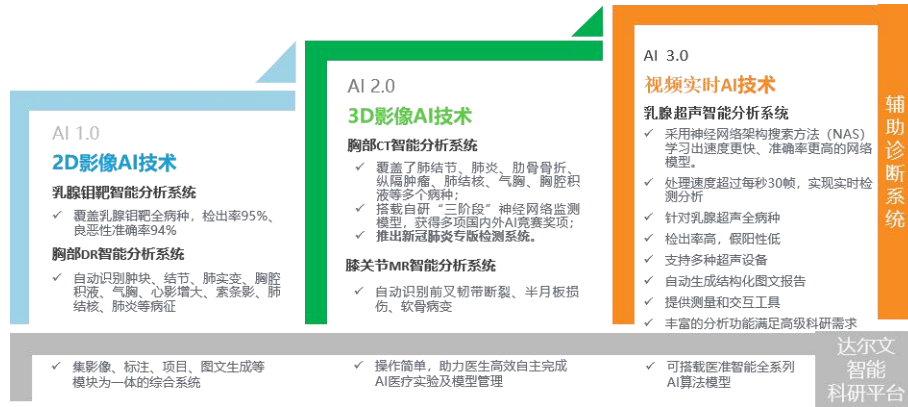 AI 1.0
2D影像AI技术
乳腺钼靶智能分析系统
✓ 覆盖乳腺钼靶全病种，检出率95%、
良恶性准确率94%
胸部DR智能分析系统
✓ 自动识别肿块、结节、肺实变、胸腔
积液、气胸、心影增大、索条影、肺
结核、肺炎等病征
AI 2.0
3D影像AI技术
胸部CT智能分析系统
✓ 覆盖了肺结节、肺炎、肋骨骨折、
纵隔肿瘤、肺结核、气胸、胸腔积
液等多个病种；
✓ 搭载自研“三阶段”神经网络监测
模型，获得多项国内外AI竞赛奖项；
✓ 推出新冠肺炎专版检测系统。
膝关节MR智能分析系统
✓ 自动识别前叉韧带断裂、半月板损
伤、软骨病变
AI 3.0
视频实时AI技术
乳腺超声智能分析系统
✓ 采用神经网络架构搜索方法（NAS）
学习出速度更快、准确率更高的网络
模型。
✓ 处理速度超过每秒30帧，实现实时检
测分析
✓ 针对乳腺超声全病种
✓ 检出率高，假阳性低
✓ 支持多种超声设备
✓ 自动生成结构化图文报告
✓ 提供测量和交互工具
✓ 丰富的分析功能满足高级科研需求
辅助诊断系统
✓ 集影像、标注、项目、图文生成等
模块为一体的综合系统
✓ 操作简单，助力医生高效自主完成
AI医疗实验及模型管理
✓ 可搭载医准智能全系列
AI算法模型
达尔文
智能
科研平台